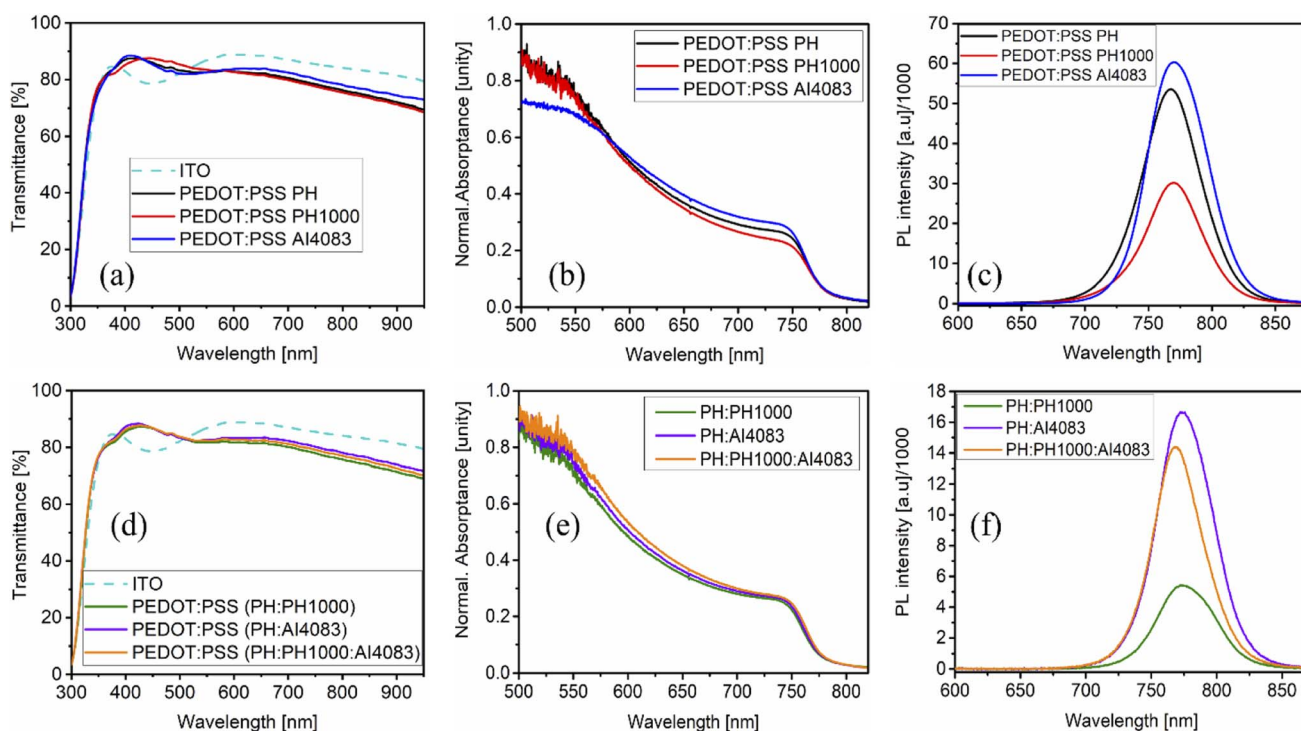 100
80
60
40
20
0
Transmittance [%]
ITO
PEDOT:PSS PH
PEDOT:PSS PH1000
PEDOT:PSS AI4083
(a)
300 400 500 600 700 800 900
Wavelength [nm]
1.0
0.8
0.6
0.4
0.2
0.0
Normal.Absorptance [unity]
PEDOT:PSS PH
PEDOT:PSS PH1000
PEDOT:PSS AI4083
(b)
500 550 600 650 700 750 800
Wavelength [nm]
70
60
50
40
30
20
10
0
PL intensity [a.u]/1000
PEDOT:PSS PH
PEDOT:PSS PH1000
PEDOT:PSS AI4083
(c)
600 650 700 750 800 850
Wavelength [nm]
100
80
60
40
20
0
Transmittance [%]
(d)
ITO
PEDOT:PSS (PH:PH1000)
PEDOT:PSS (PH:AI4083)
PEDOT:PSS (PH:PH1000:AI4083)
300 400 500 600 700 800 900
Wavelength [nm]
1.0
0.8
0.6
0.4
0.2
0.0
Normal. Absorptance [unity]
PH:PH1000
PH:AI4083
PH:PH1000:AI4083
(e)
500 550 600 650 700 750 800
Wavelength [nm]
18
16
14
12
10
8
6
4
2
0
PL intensity [a.u]/1000
PH:PH1000
PH:AI4083
PH:PH1000:AI4083
(f)
600 650 700 750 800 850
Wavelength [nm]